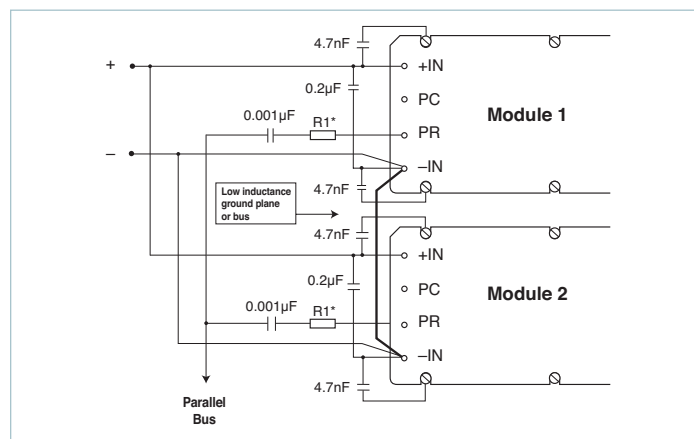 4.7nF
+
+IN
0.2µF
PC
Module 1
0.001µF
R1*
PR
–
–IN
4.7nF
Low inductance
ground plane
or bus
4.7nF
+IN
0.2µF
PC
Module 2
0.001µF
R1*
PR
–IN
4.7nF
Parallel
Bus